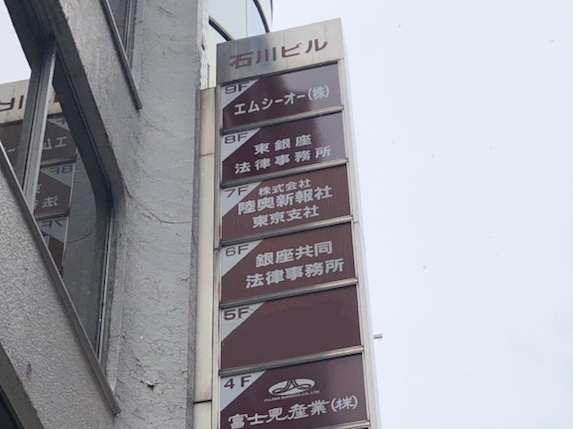 石川ビル
9F
エムシーオー(株)
8F
東銀座
法律事務所
7F
株式会社
陸奥新報社
東京支社
6F
銀座共同
法律事務所
5F
4F
富士見産業(株)